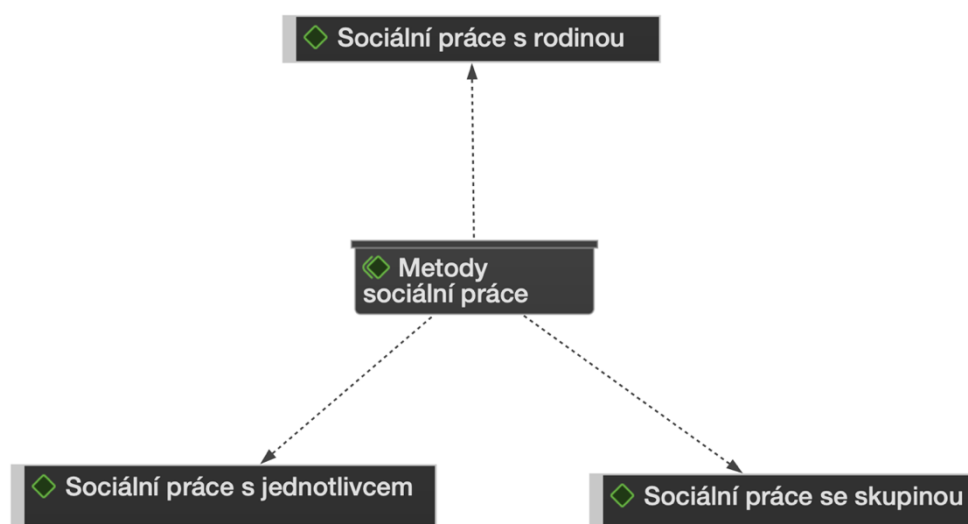 Sociální práce s rodinou
Metody
sociální práce
Sociální práce s jednotlivcem
Sociální práce se skupinou